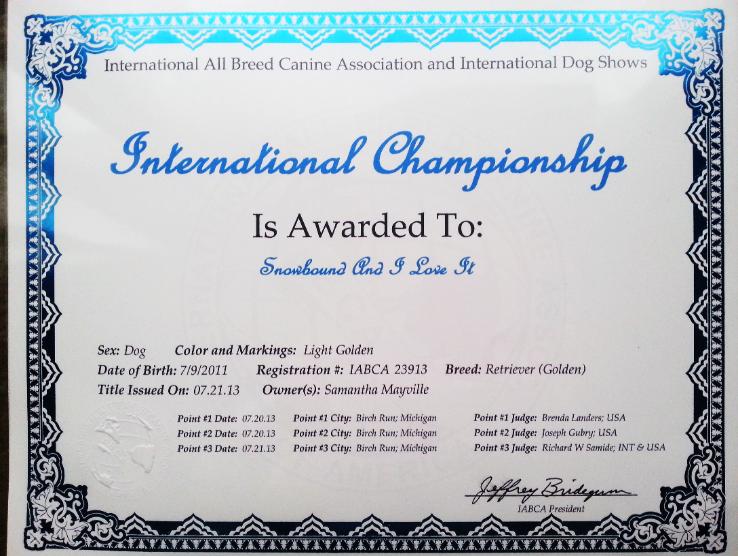 International All Breed Canine Association and International Dog Shows
International Championship
Is Awarded To:
Snowbound And I Love It
Sex: Dog Color and Markings: Light Golden
Date of Birth: 7/9/2011 Registration #: IABCA 23913 Breed: Retriever (Golden)
Title Issued On: 07.21.13 Owner(s): Samantha Mayville
Point #1 Date: 07.20.13 Point #1 City: Birch Run; Michigan Point #1 Judge: Brenda Landers; USA
Point #2 Date: 07.20.13 Point #2 City: Birch Run; Michigan Point #2 Judge: Joseph Gubry; USA
Point #3 Date: 07.21.13 Point #3 City: Birch Run; Michigan Point #3 Judge: Richard W Samide; INT & USA
Jeffrey Bridegum
IABCA President